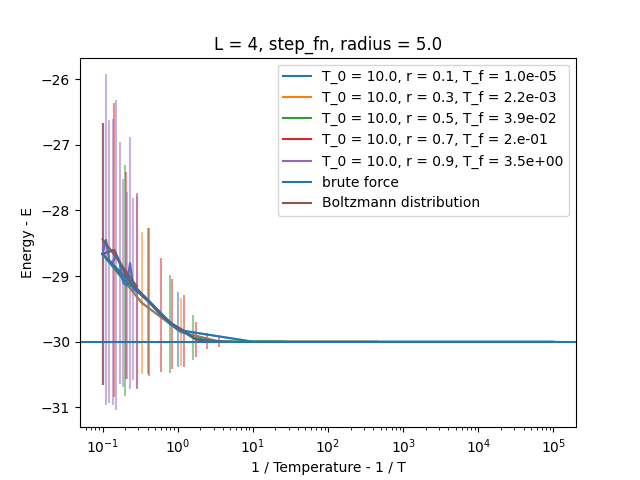 L = 4, step_fn, radius = 5.0
T_0 = 10.0, r = 0.1, T_f = 1.0e-05
T_0 = 10.0, r = 0.3, T_f = 2.2e-03
T_0 = 10.0, r = 0.5, T_f = 3.9e-02
T_0 = 10.0, r = 0.7, T_f = 2.e-01
T_0 = 10.0, r = 0.9, T_f = 3.5e+00
brute force
Boltzmann distribution
Energy - E
−26
−27
−28
−29
−30
−31
10⁻¹ 10⁰ 10¹ 10² 10³ 10⁴ 10⁵
1 / Temperature - 1 / T